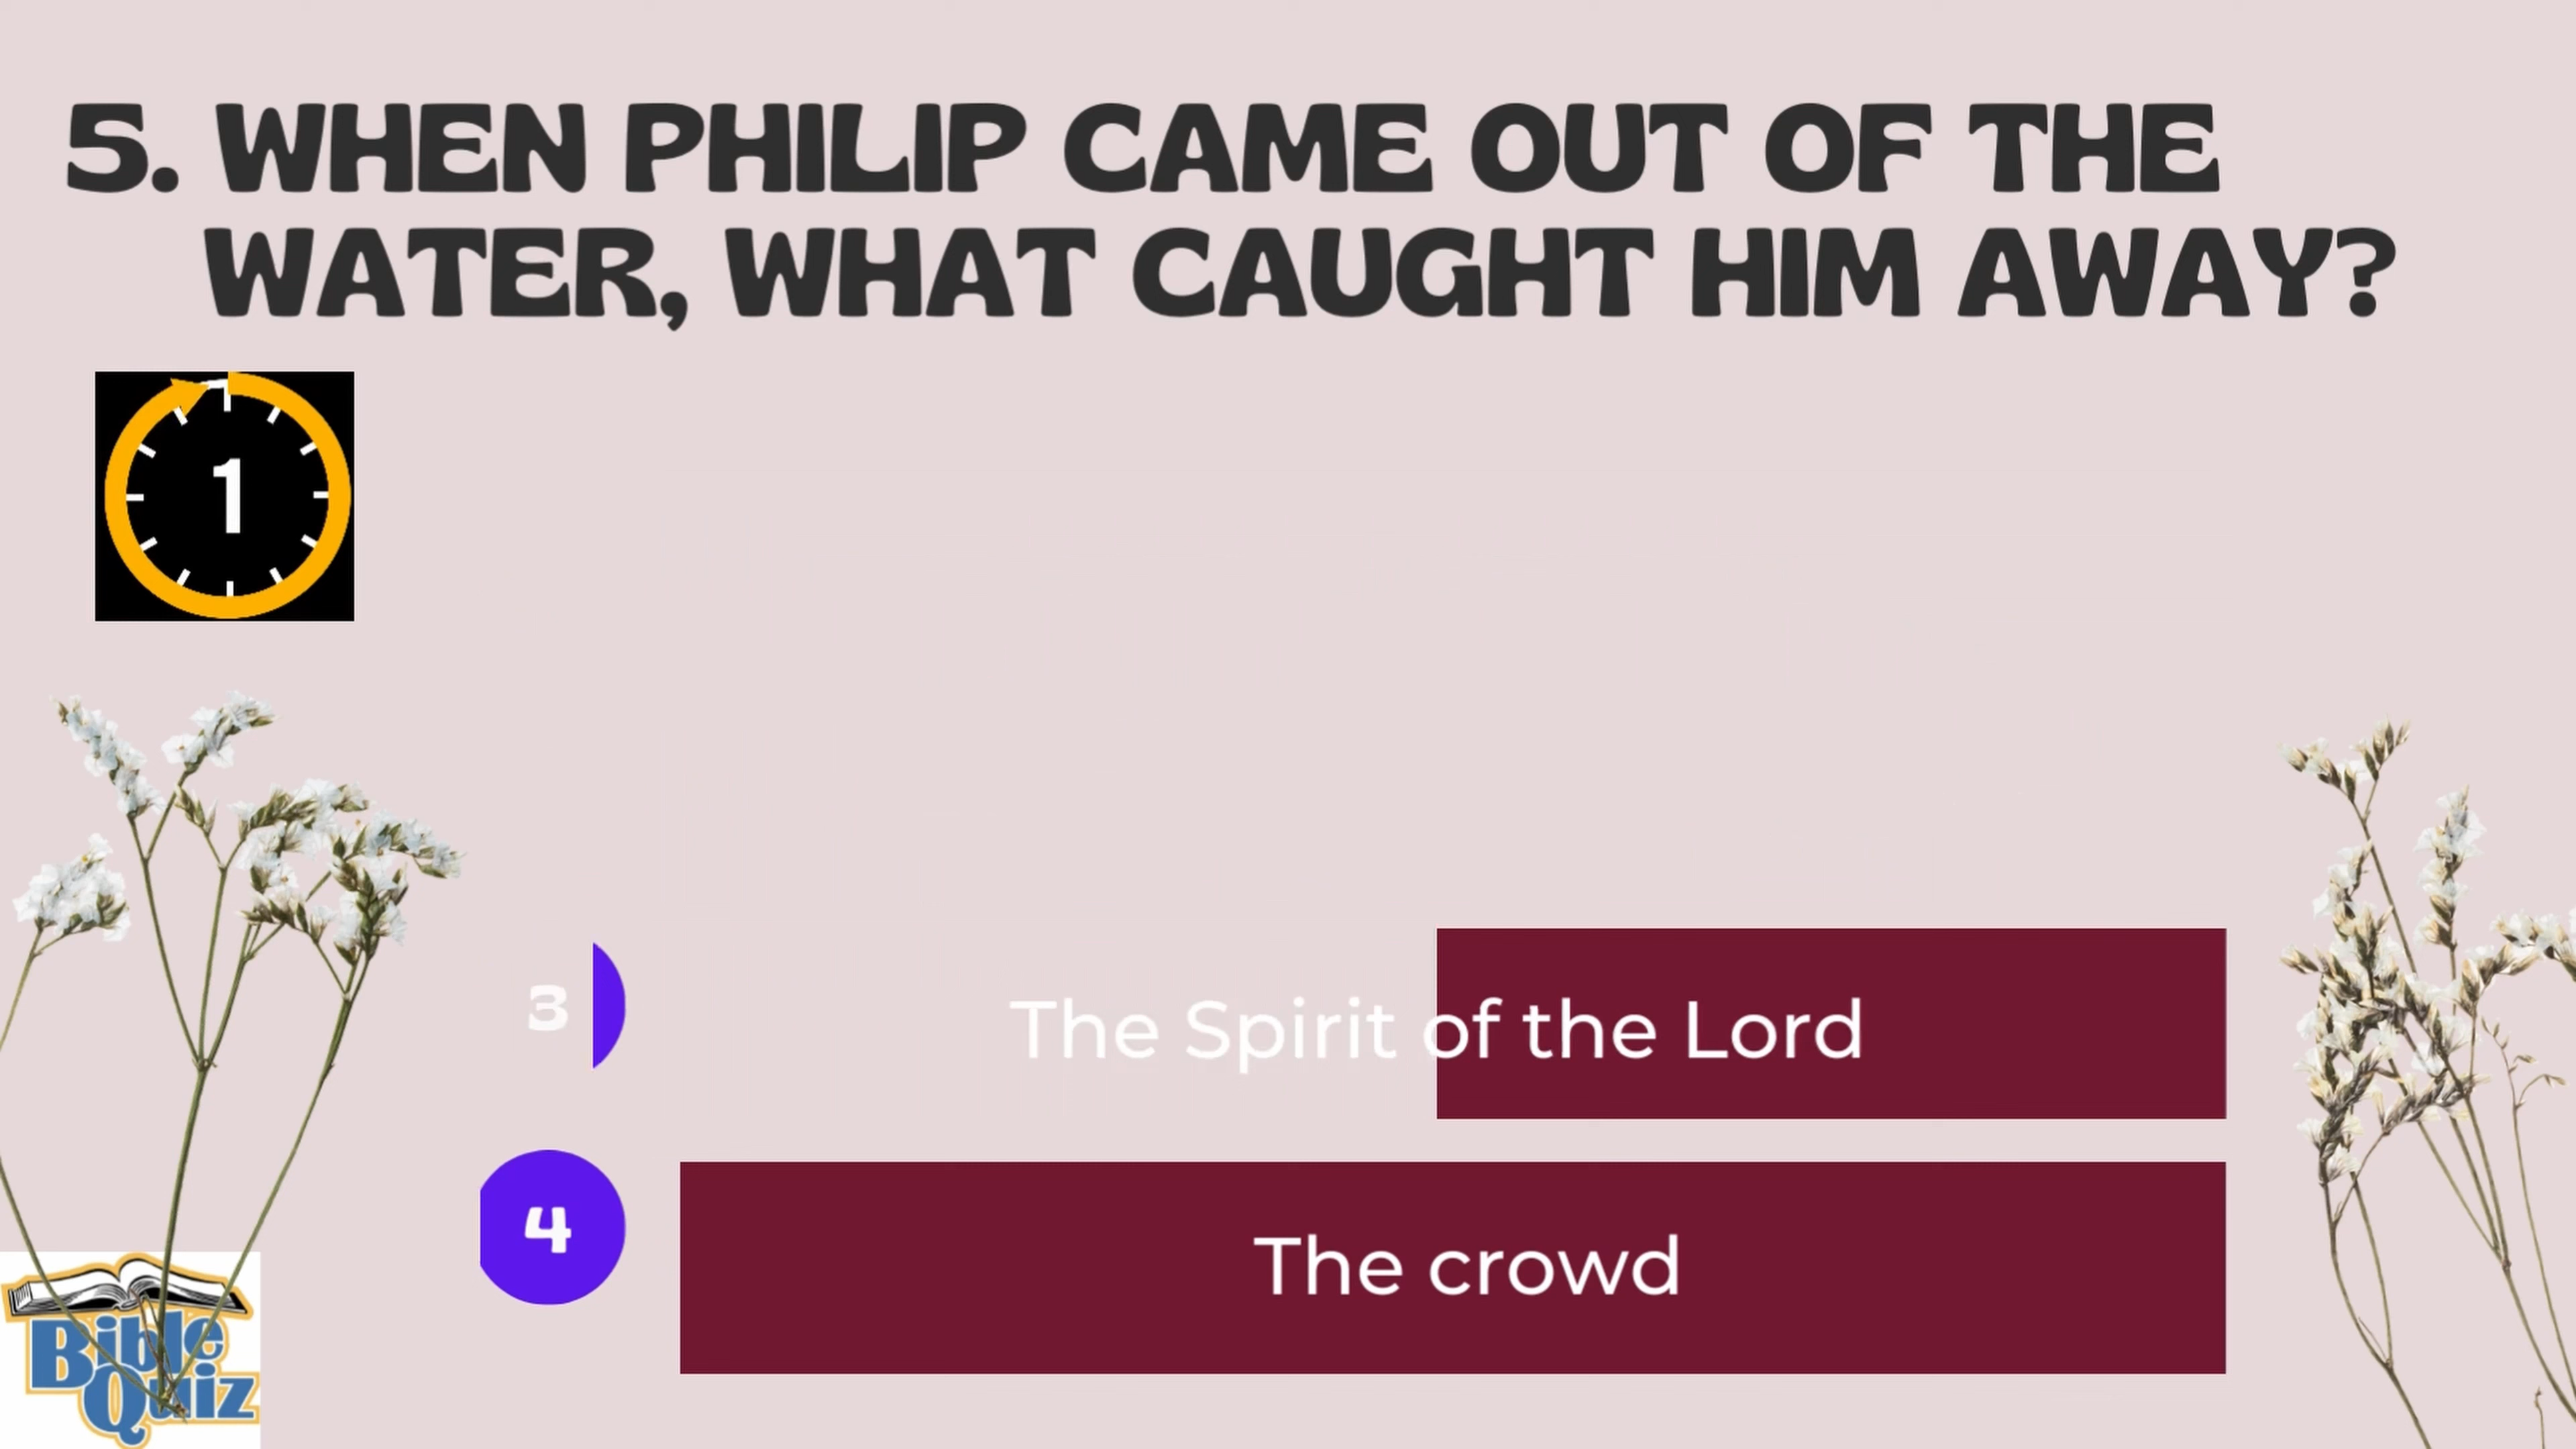 5. WHEN PHILIP CAME OUT OF THE
WATER, WHAT CAUGHT HIM AWAY?
1
3
The Spirit of the Lord
4
The crowd
Bible
Quiz